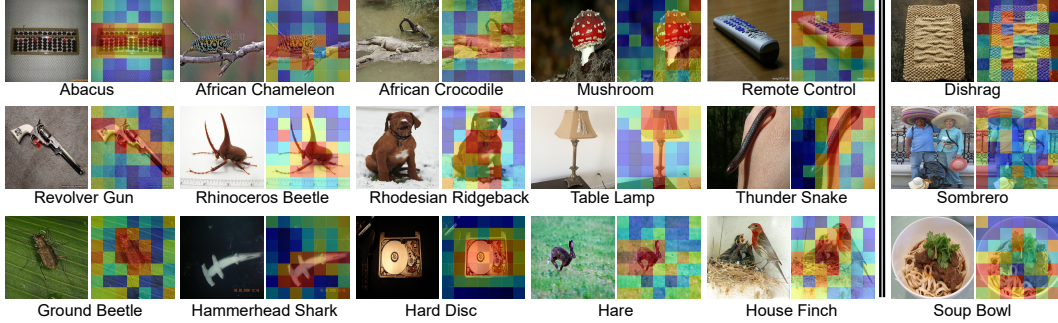 Abacus African Chameleon African Crocodile Mushroom Remote Control Dishrag
Revolver Gun Rhinoceros Beetle Rhodesian Ridgeback Table Lamp Thunder Snake Sombrero
Ground Beetle Hammerhead Shark Hard Disc Hare House Finch Soup Bowl